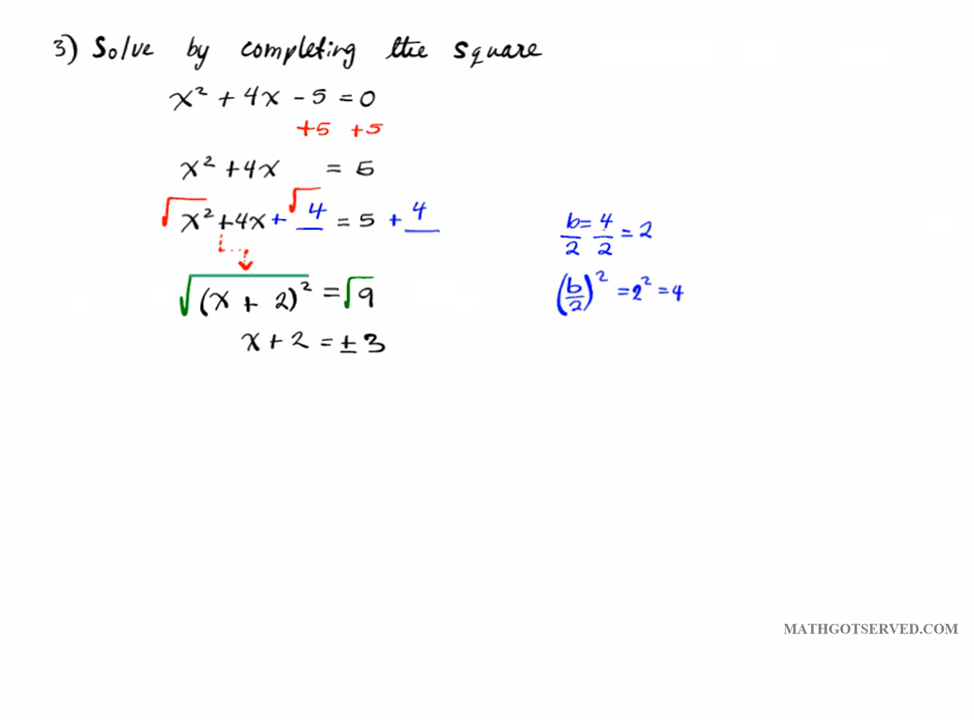 3) Solve by completing the square
x² + 4x - 5 = 0
+5 +5
x² + 4x = 5
√x² + 4x + √4 = 5 + 4
√(x + 2)² = √9
x + 2 = ± 3
b/2 = 4/2 = 2
(b/2)² = 2² = 4
MATHGOTSERVED.COM